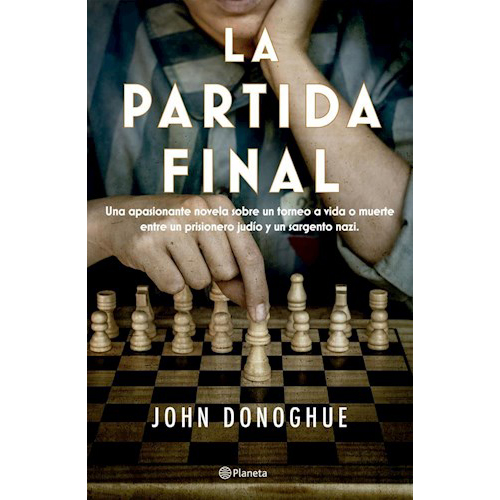 LA
PARTIDA
FINAL
Una apasionante novela sobre un torneo a vida o muerte
entre un prisionero judío y un sargento nazi.
JOHN DONOGHUE
Planeta